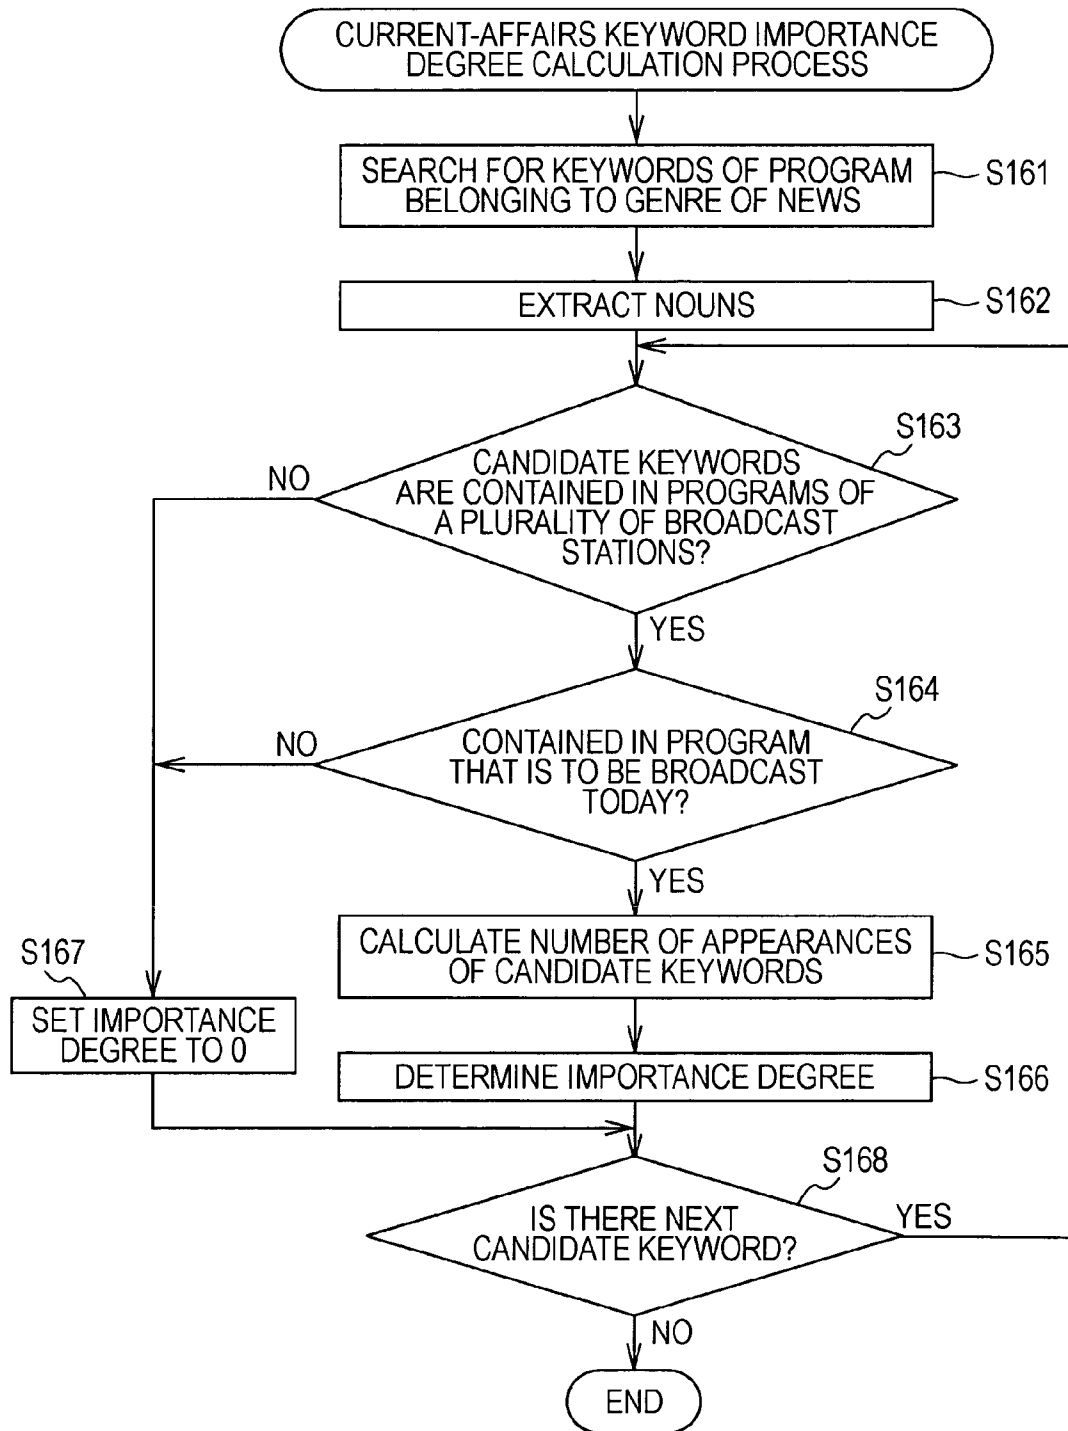 CURRENT-AFFAIRS KEYWORD IMPORTANCE
DEGREE CALCULATION PROCESS
SEARCH FOR KEYWORDS OF PROGRAM
BELONGING TO GENRE OF NEWS
S161
EXTRACT NOUNS
S162
S163
NO
CANDIDATE KEYWORDS
ARE CONTAINED IN PROGRAMS OF
A PLURALITY OF BROADCAST
STATIONS?
YES
S164
NO
CONTAINED IN PROGRAM
THAT IS TO BE BROADCAST
TODAY?
YES
CALCULATE NUMBER OF APPEARANCES
OF CANDIDATE KEYWORDS
S165
S167
SET IMPORTANCE
DEGREE TO 0
DETERMINE IMPORTANCE DEGREE
S166
S168
IS THERE NEXT
CANDIDATE KEYWORD?
YES
NO
END